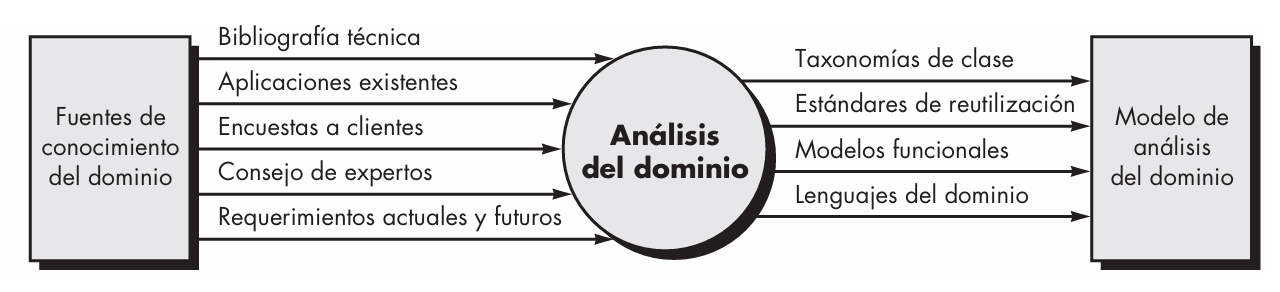 Fuentes de
conocimiento
del dominio
Bibliografía técnica
Aplicaciones existentes
Encuestas a clientes
Consejo de expertos
Requerimientos actuales y futuros
Análisis
del dominio
Taxonomías de clase
Estándares de reutilización
Modelos funcionales
Lenguajes del dominio
Modelo de
análisis
del dominio